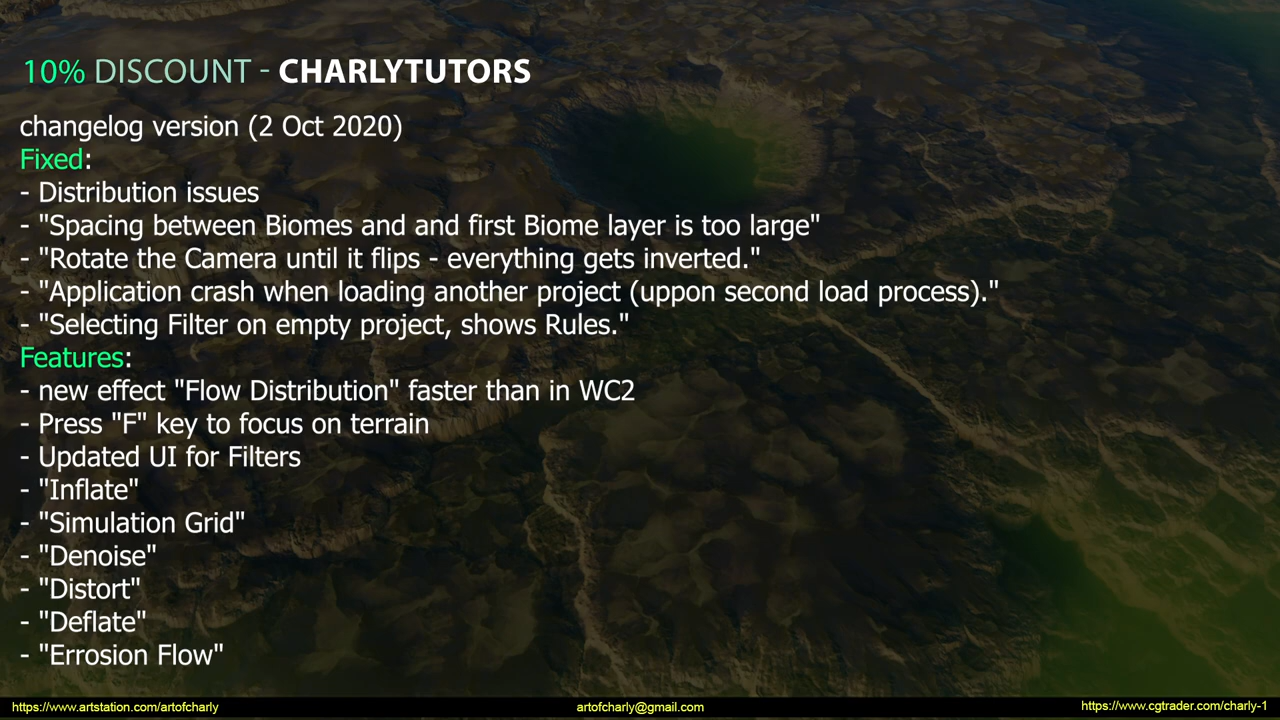 10% DISCOUNT - CHARLYTUTORS
changelog version (2 Oct 2020)
Fixed:
- Distribution issues
- "Spacing between Biomes and and first Biome layer is too large"
- "Rotate the Camera until it flips - everything gets inverted."
- "Application crash when loading another project (uppon second load process)."
- "Selecting Filter on empty project, shows Rules."
Features:
- new effect "Flow Distribution" faster than in WC2
- Press "F" key to focus on terrain
- Updated UI for Filters
- "Inflate"
- "Simulation Grid"
- "Denoise"
- "Distort"
- "Deflate"
- "Errosion Flow"
https://www.artstation.com/artofcharly
artofcharly@gmail.com
https://www.cgtrader.com/charly-1